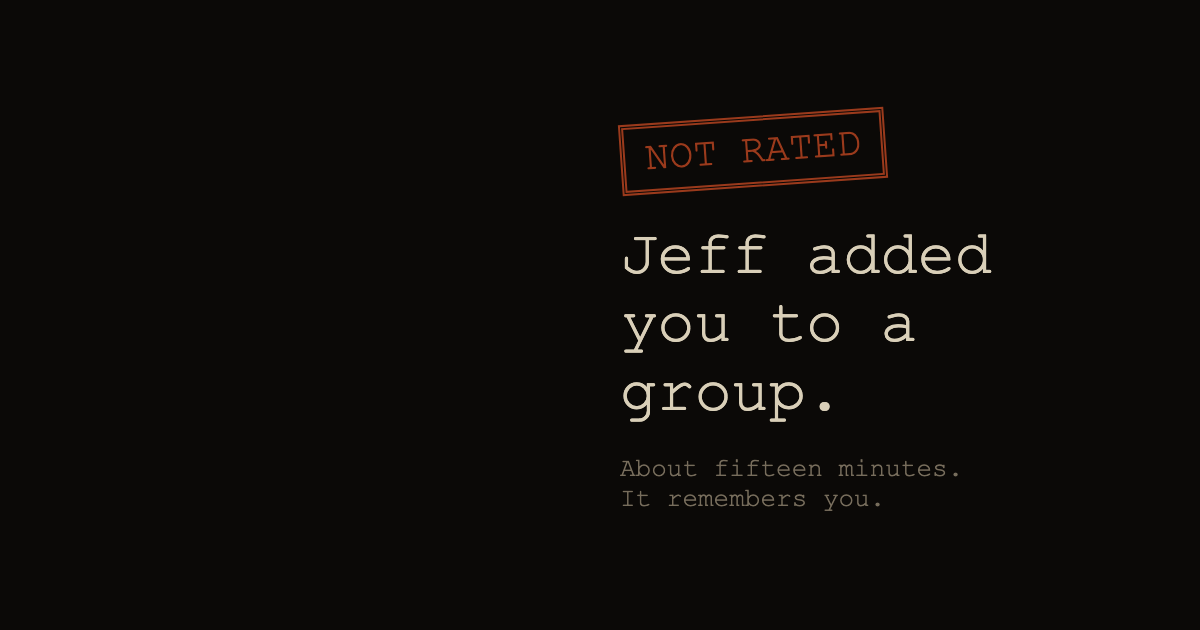 NOT RATED
Jeff added
you to a
group.
About fifteen minutes.
It remembers you.